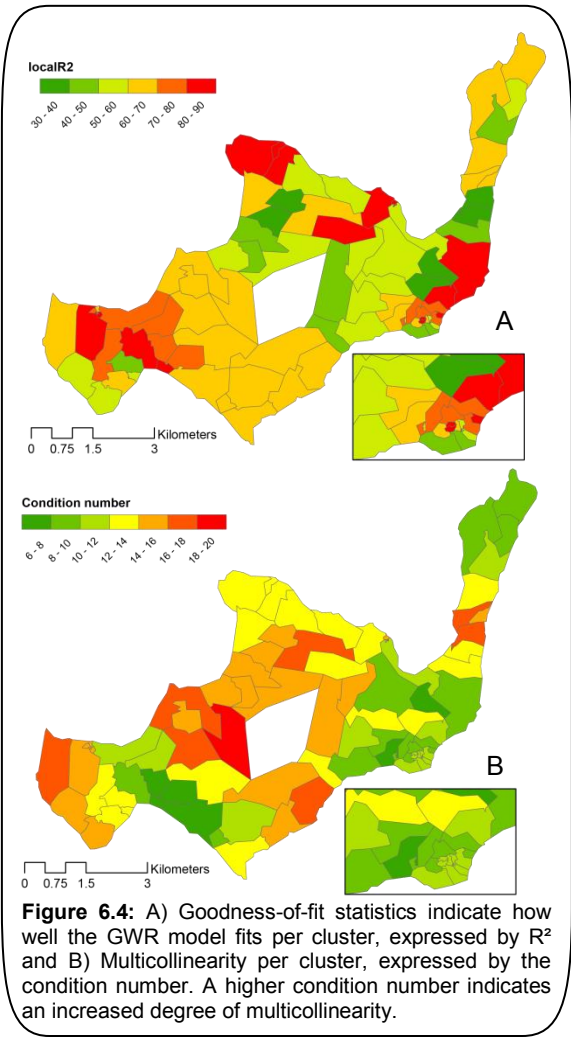 localR2
30 - 40
40 - 50
50 - 60
60 - 70
70 - 80
80 - 90
A
0 0.75 1.5 3 Kilometers
Condition number
6 - 8
8 - 10
10 - 12
12 - 14
14 - 16
16 - 18
18 - 20
B
0 0.75 1.5 3 Kilometers
Figure 6.4: A) Goodness-of-fit statistics indicate how
well the GWR model fits per cluster, expressed by R²
and B) Multicollinearity per cluster, expressed by the
condition number. A higher condition number indicates
an increased degree of multicollinearity.